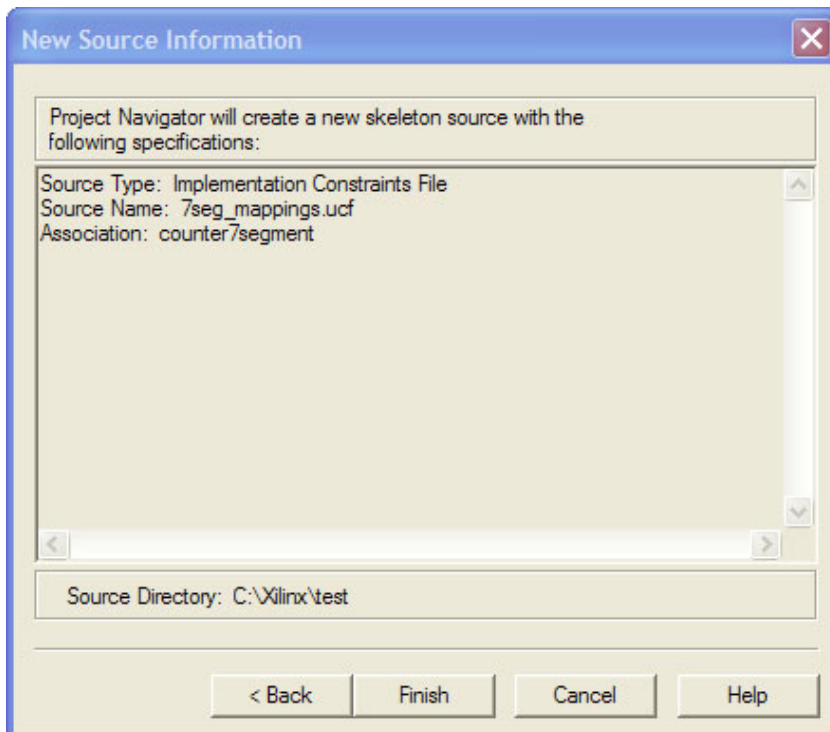 New Source Information
Project Navigator will create a new skeleton source with the
following specifications:
Source Type: Implementation Constraints File
Source Name: 7seg_mappings.ucf
Association: counter7segment
Source Directory: C:\Xilinx\test
< Back Finish Cancel Help